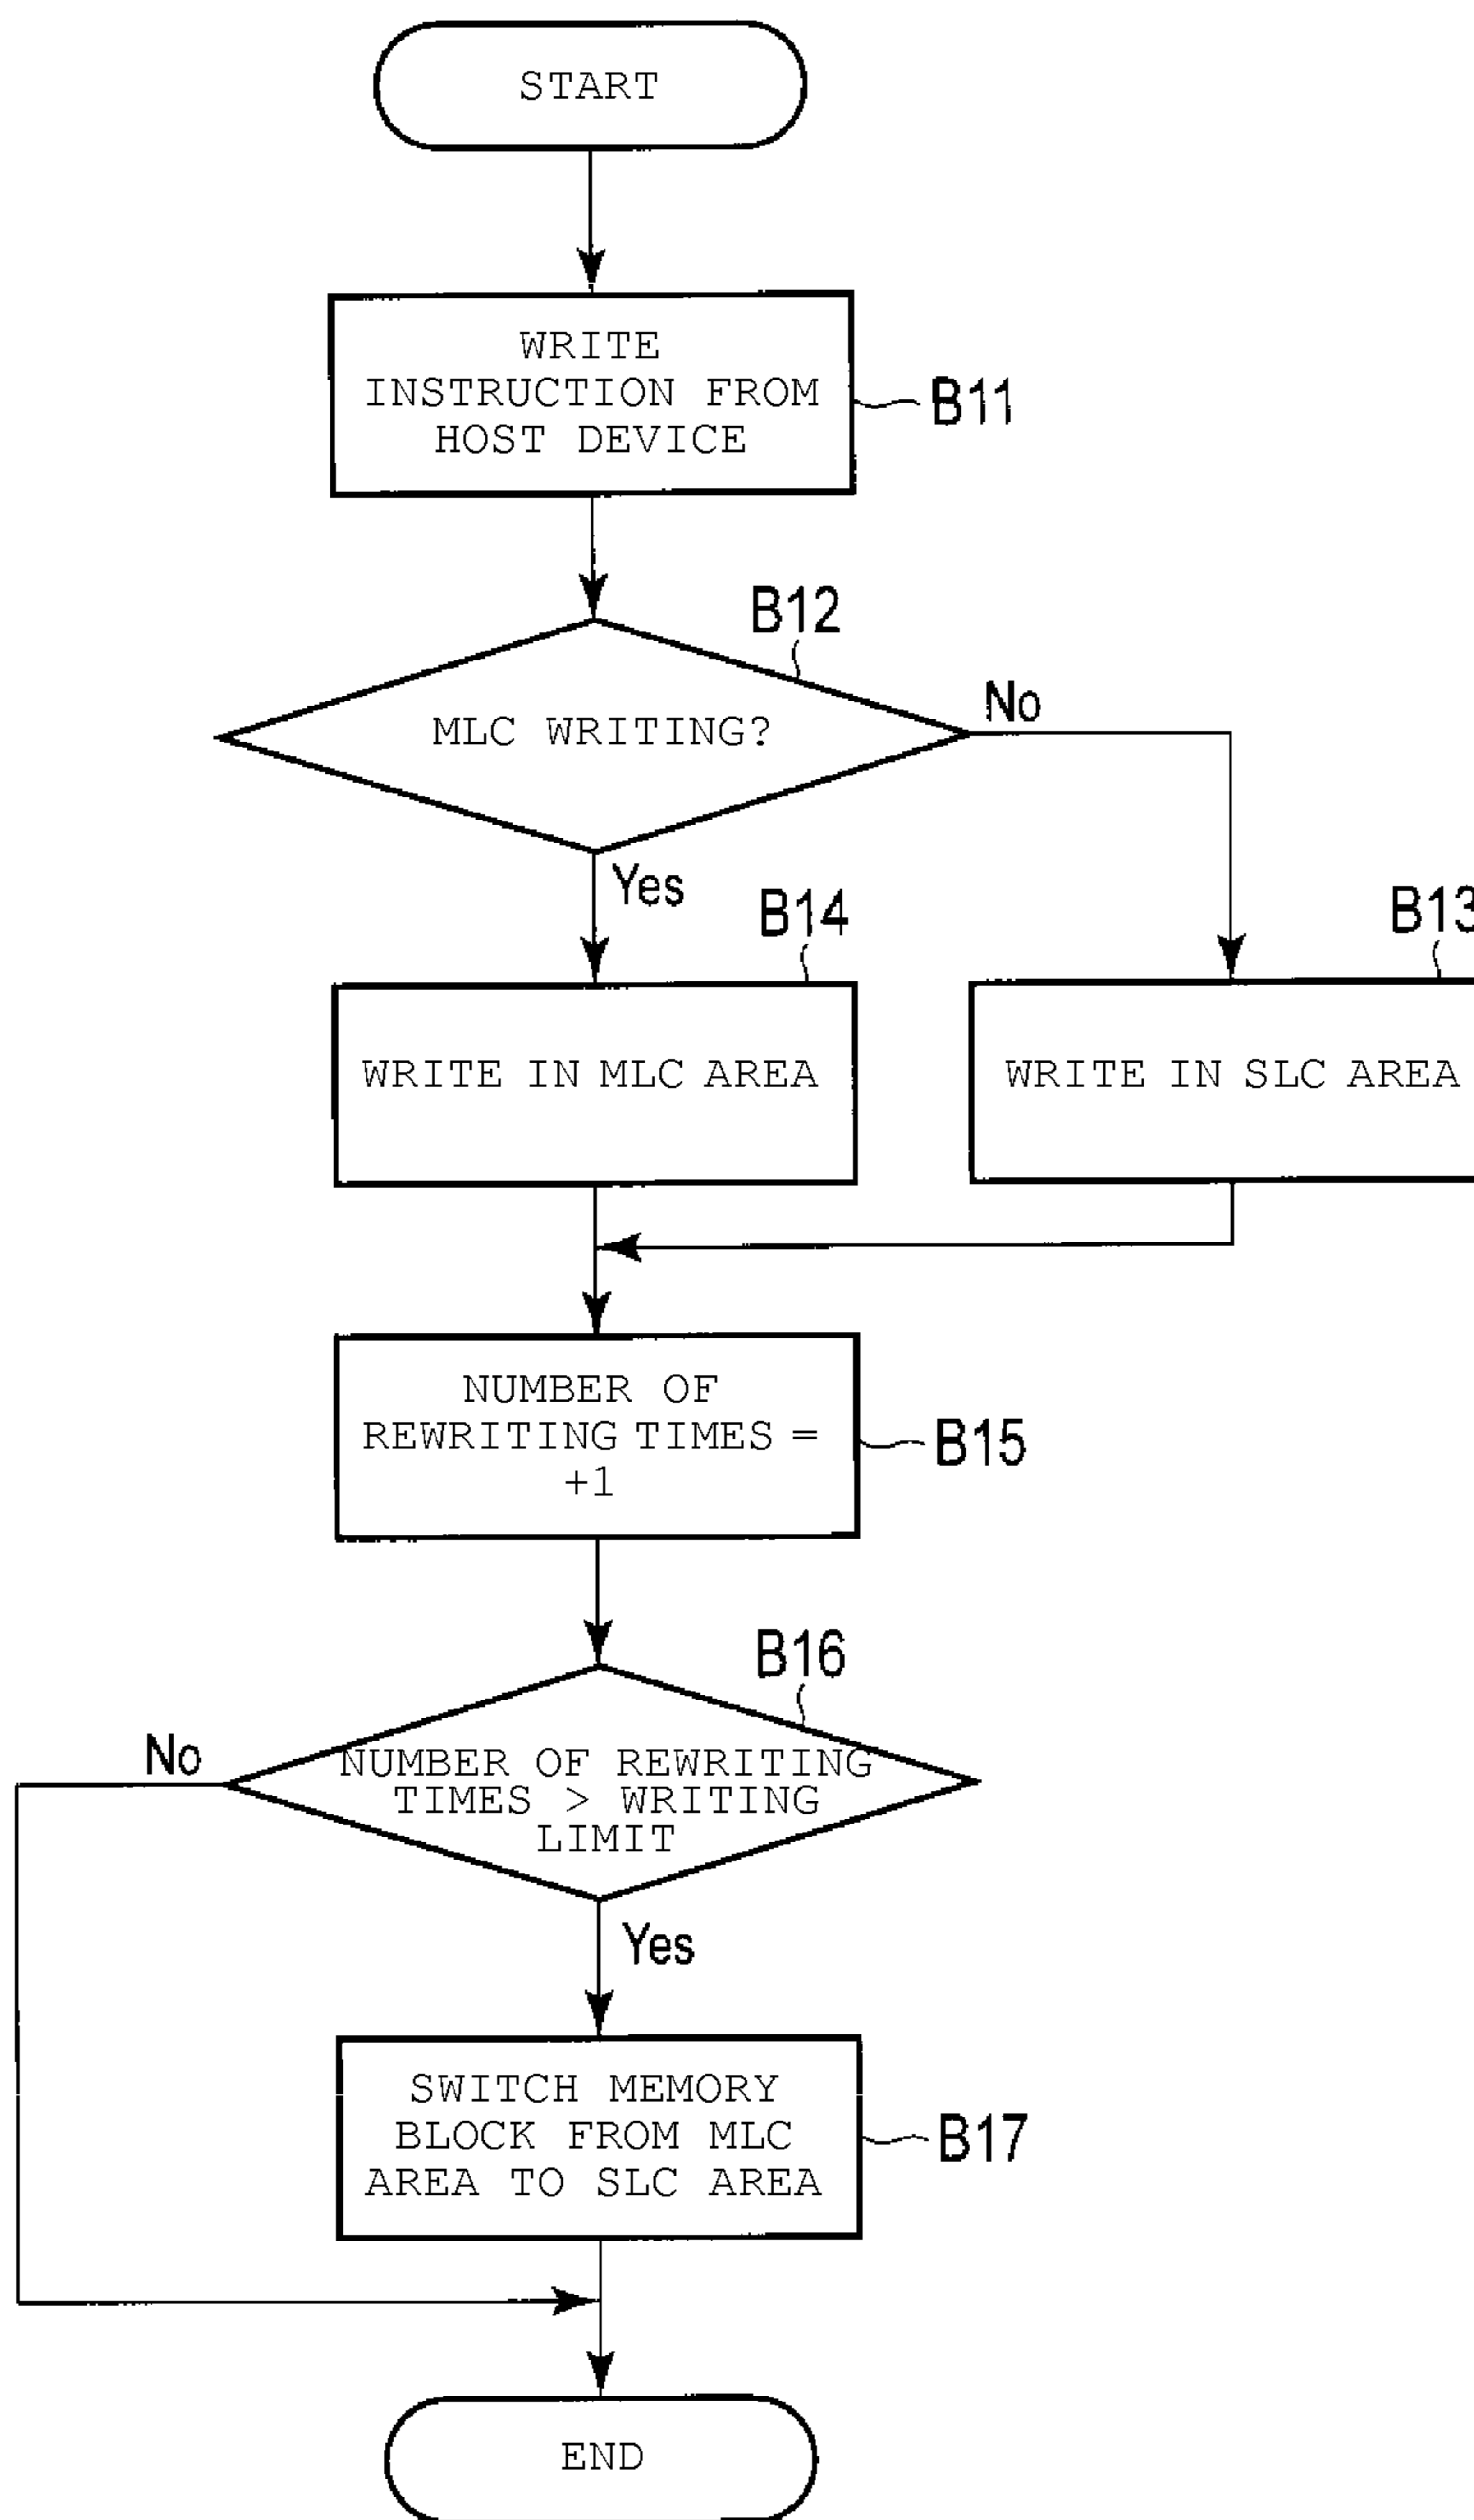 START
WRITE
INSTRUCTION FROM
HOST DEVICE
B11
B12
MLC WRITING?
No
Yes
B14
B13
WRITE IN MLC AREA
WRITE IN SLC AREA
NUMBER OF
REWRITING TIMES =
+1
B15
B16
No
NUMBER OF REWRITING
TIMES > WRITING
LIMIT
Yes
SWITCH MEMORY
BLOCK FROM MLC
AREA TO SLC AREA
B17
END